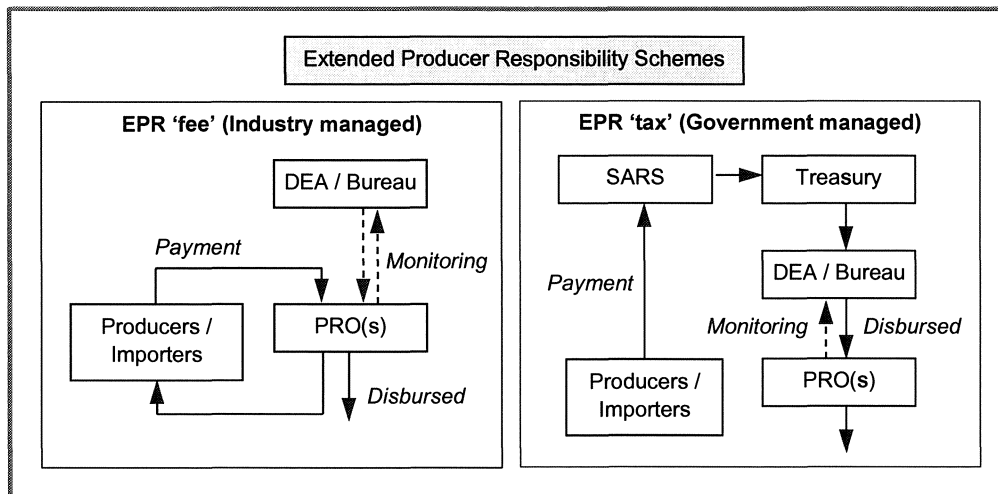 Extended Producer Responsibility Schemes
EPR ‘fee’ (Industry managed)
DEA / Bureau
Payment
Monitoring
Producers /
Importers
PRO(s)
Disbursed
EPR ‘tax’ (Government managed)
SARS
Treasury
Payment
DEA / Bureau
Monitoring
Disbursed
Producers /
Importers
PRO(s)